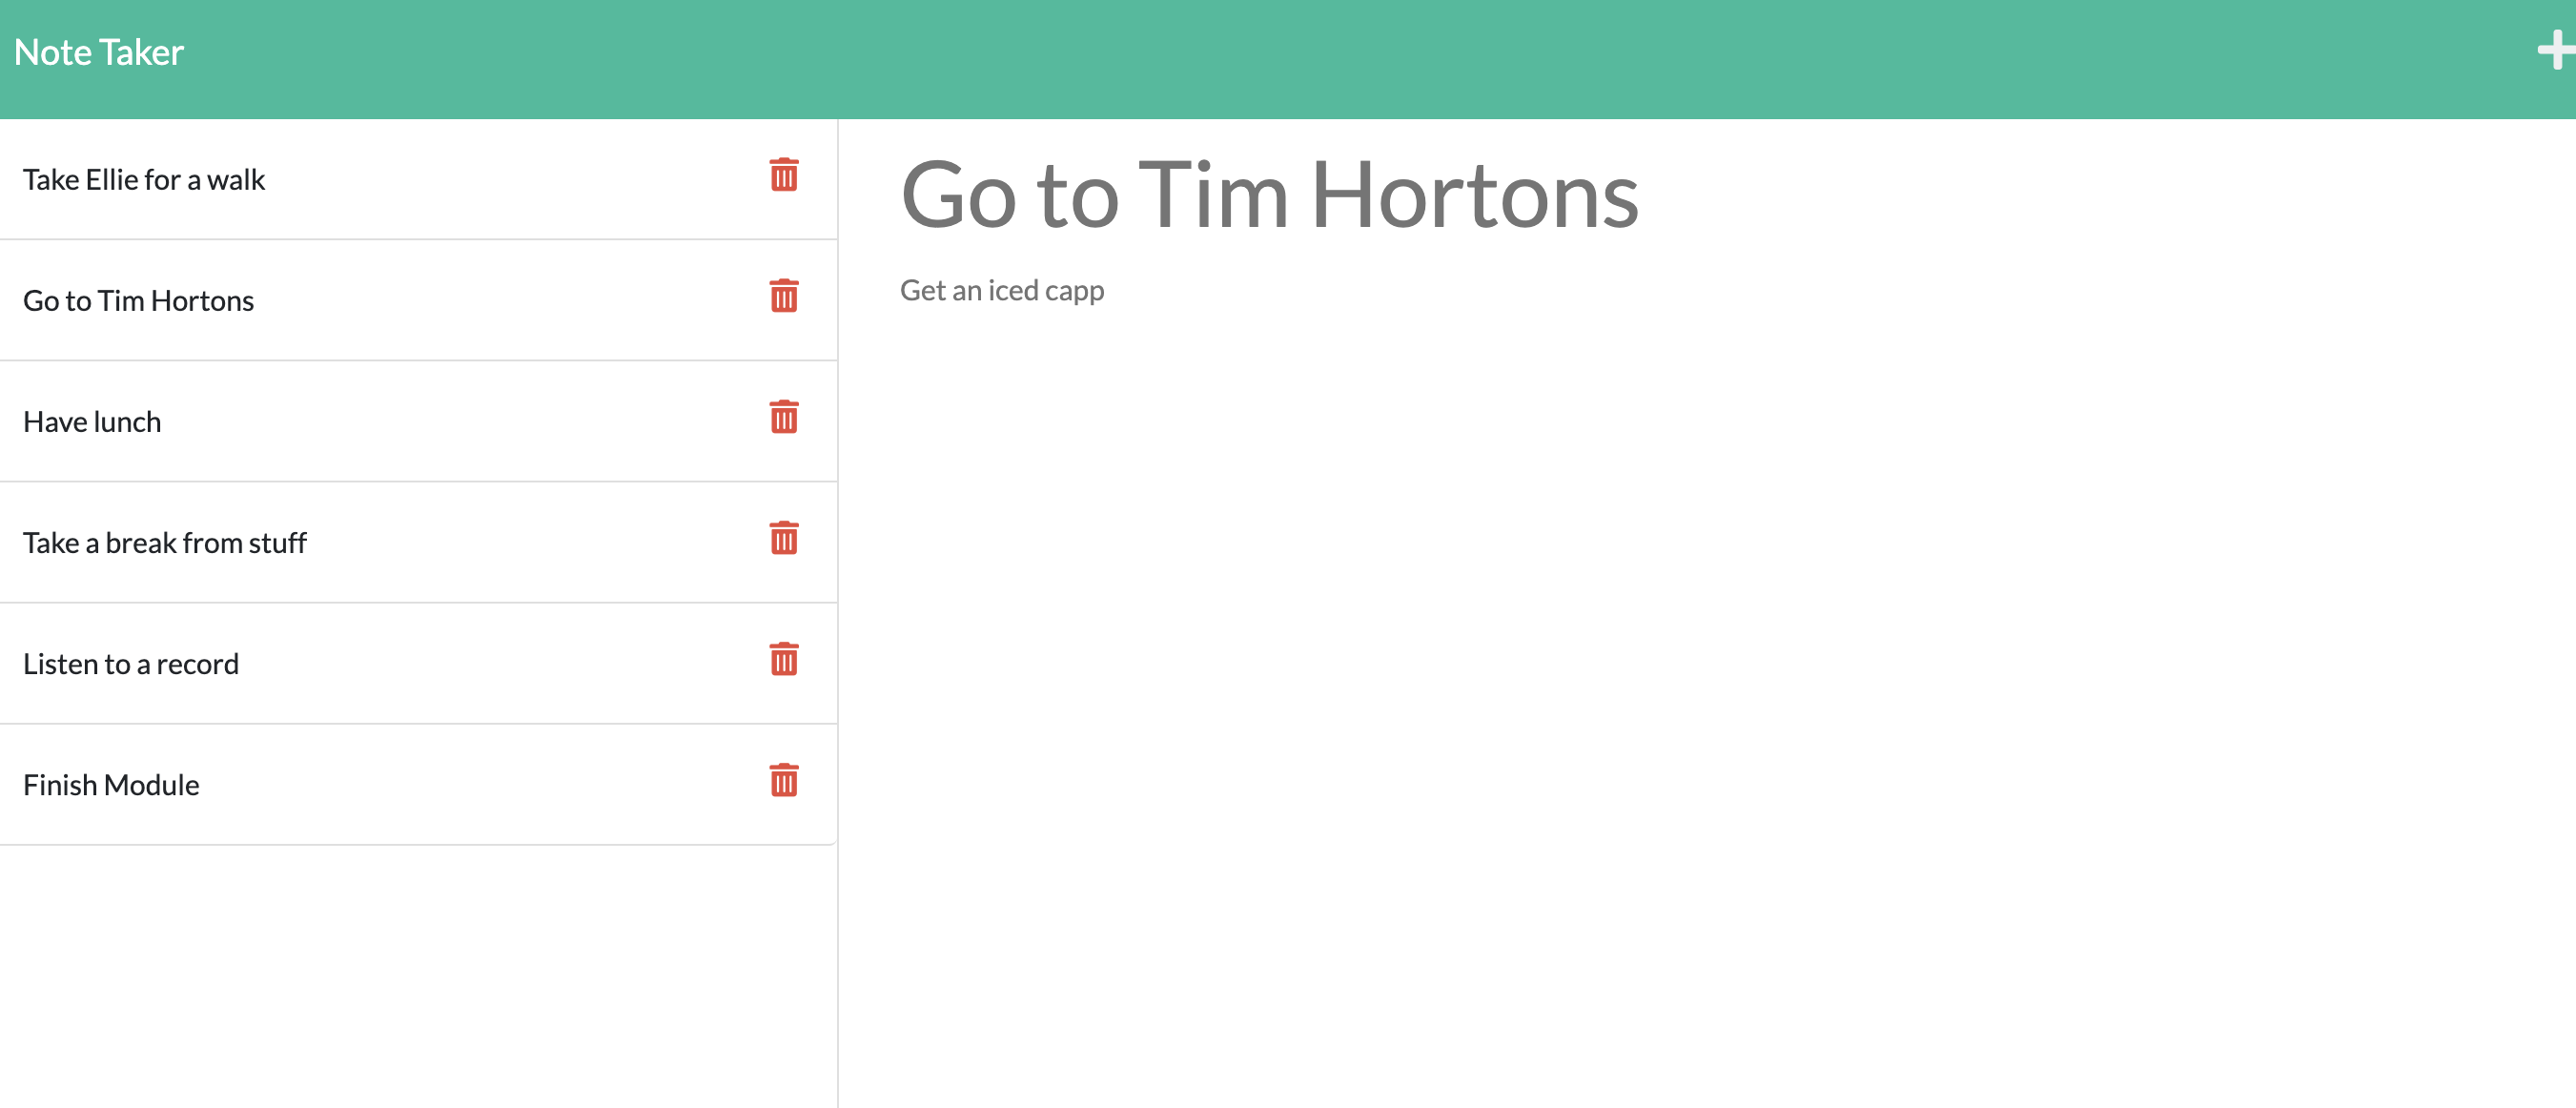 Note Taker
Take Ellie for a walk
Go to Tim Hortons
Have lunch
Take a break from stuff
Listen to a record
Finish Module
Go to Tim Hortons
Get an iced capp